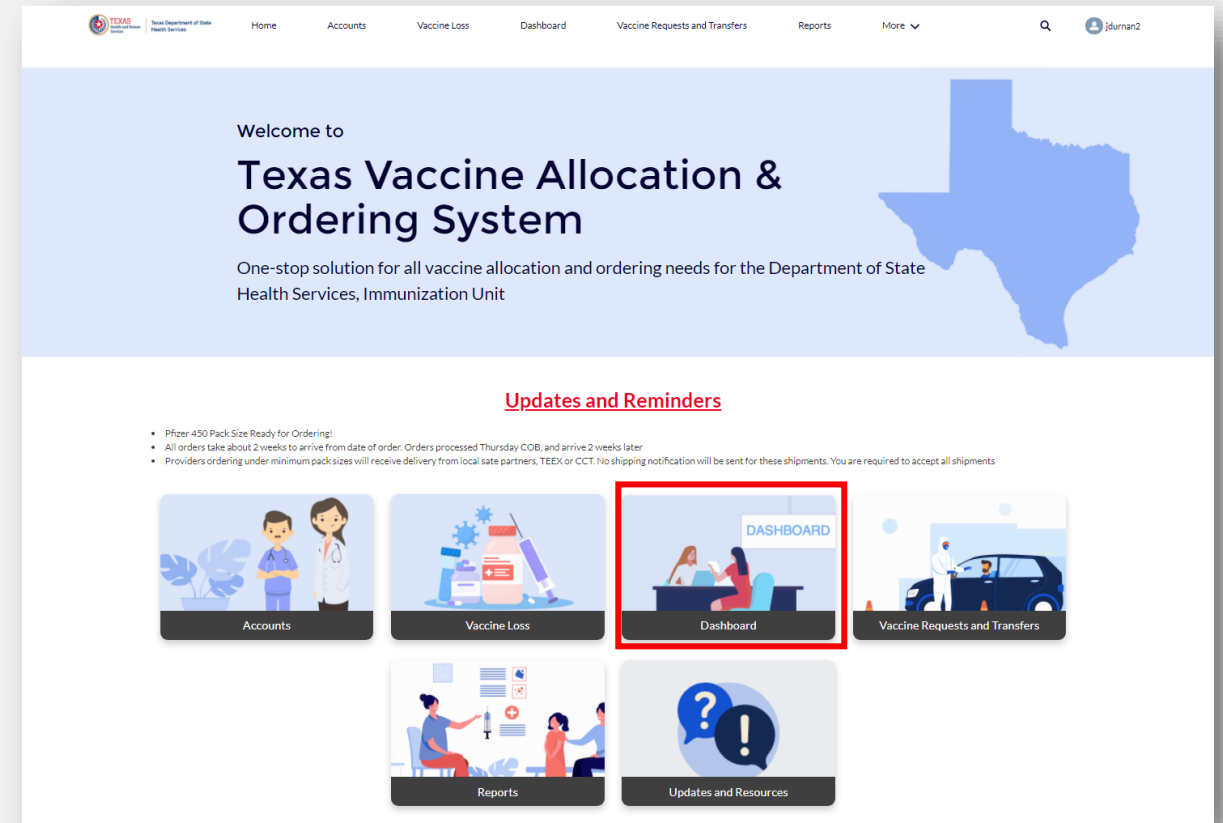 TEXAS
Health and Human
Services
Texas Department of State
Health Services
Home
Accounts
Vaccine Loss
Dashboard
Vaccine Requests and Transfers
Reports
More
jdurnan2
Welcome to
Texas Vaccine Allocation &
Ordering System
One-stop solution for all vaccine allocation and ordering needs for the Department of State
Health Services, Immunization Unit
Updates and Reminders
• Pfizer 450 Pack Size Ready for Ordering!
• All orders take about 2 weeks to arrive from date of order. Orders processed Thursday COB, and arrive 2 weeks later
• Providers ordering under minimum pack sizes will receive delivery from local sate partners, TEEX or CCT. No shipping notification will be sent for these shipments. You are required to accept all shipments
DASHBOARD
Accounts
Vaccine Loss
Dashboard
Vaccine Requests and Transfers
?
!
Reports
Updates and Resources